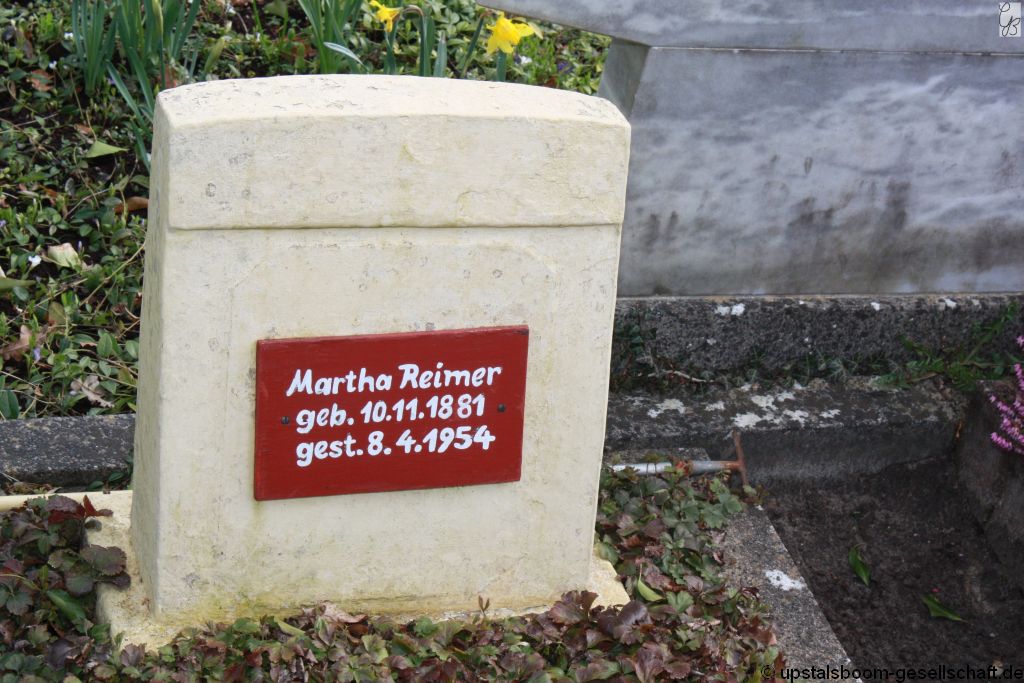 Martha Reimer
geb. 10.11.1881
gest. 8.4.1954
© upstalsboom-gesellschaft.de